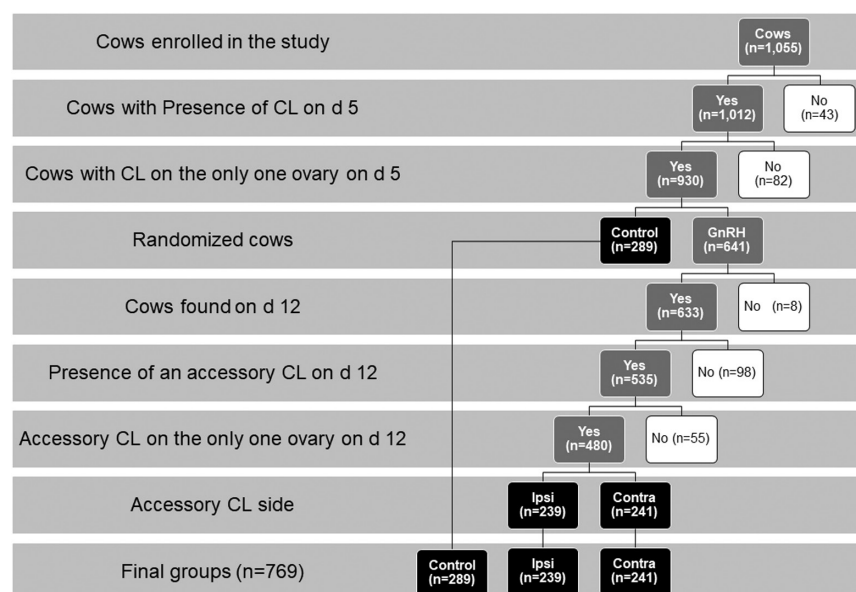 Cows enrolled in the study
Cows
(n=1,055)
Cows with Presence of CL on d 5
Yes
(n=1,012)
No
(n=43)
Cows with CL on the only one ovary on d 5
Yes
(n=930)
No
(n=82)
Randomized cows
Control
(n=289)
GnRH
(n=641)
Cows found on d 12
Yes
(n=633)
No (n=8)
Presence of an accessory CL on d 12
Yes
(n=535)
No (n=98)
Accessory CL on the only one ovary on d 12
Yes
(n=480)
No (n=55)
Accessory CL side
Ipsi
(n=239)
Contra
(n=241)
Final groups (n=769)
Control
(n=289)
Ipsi
(n=239)
Contra
(n=241)